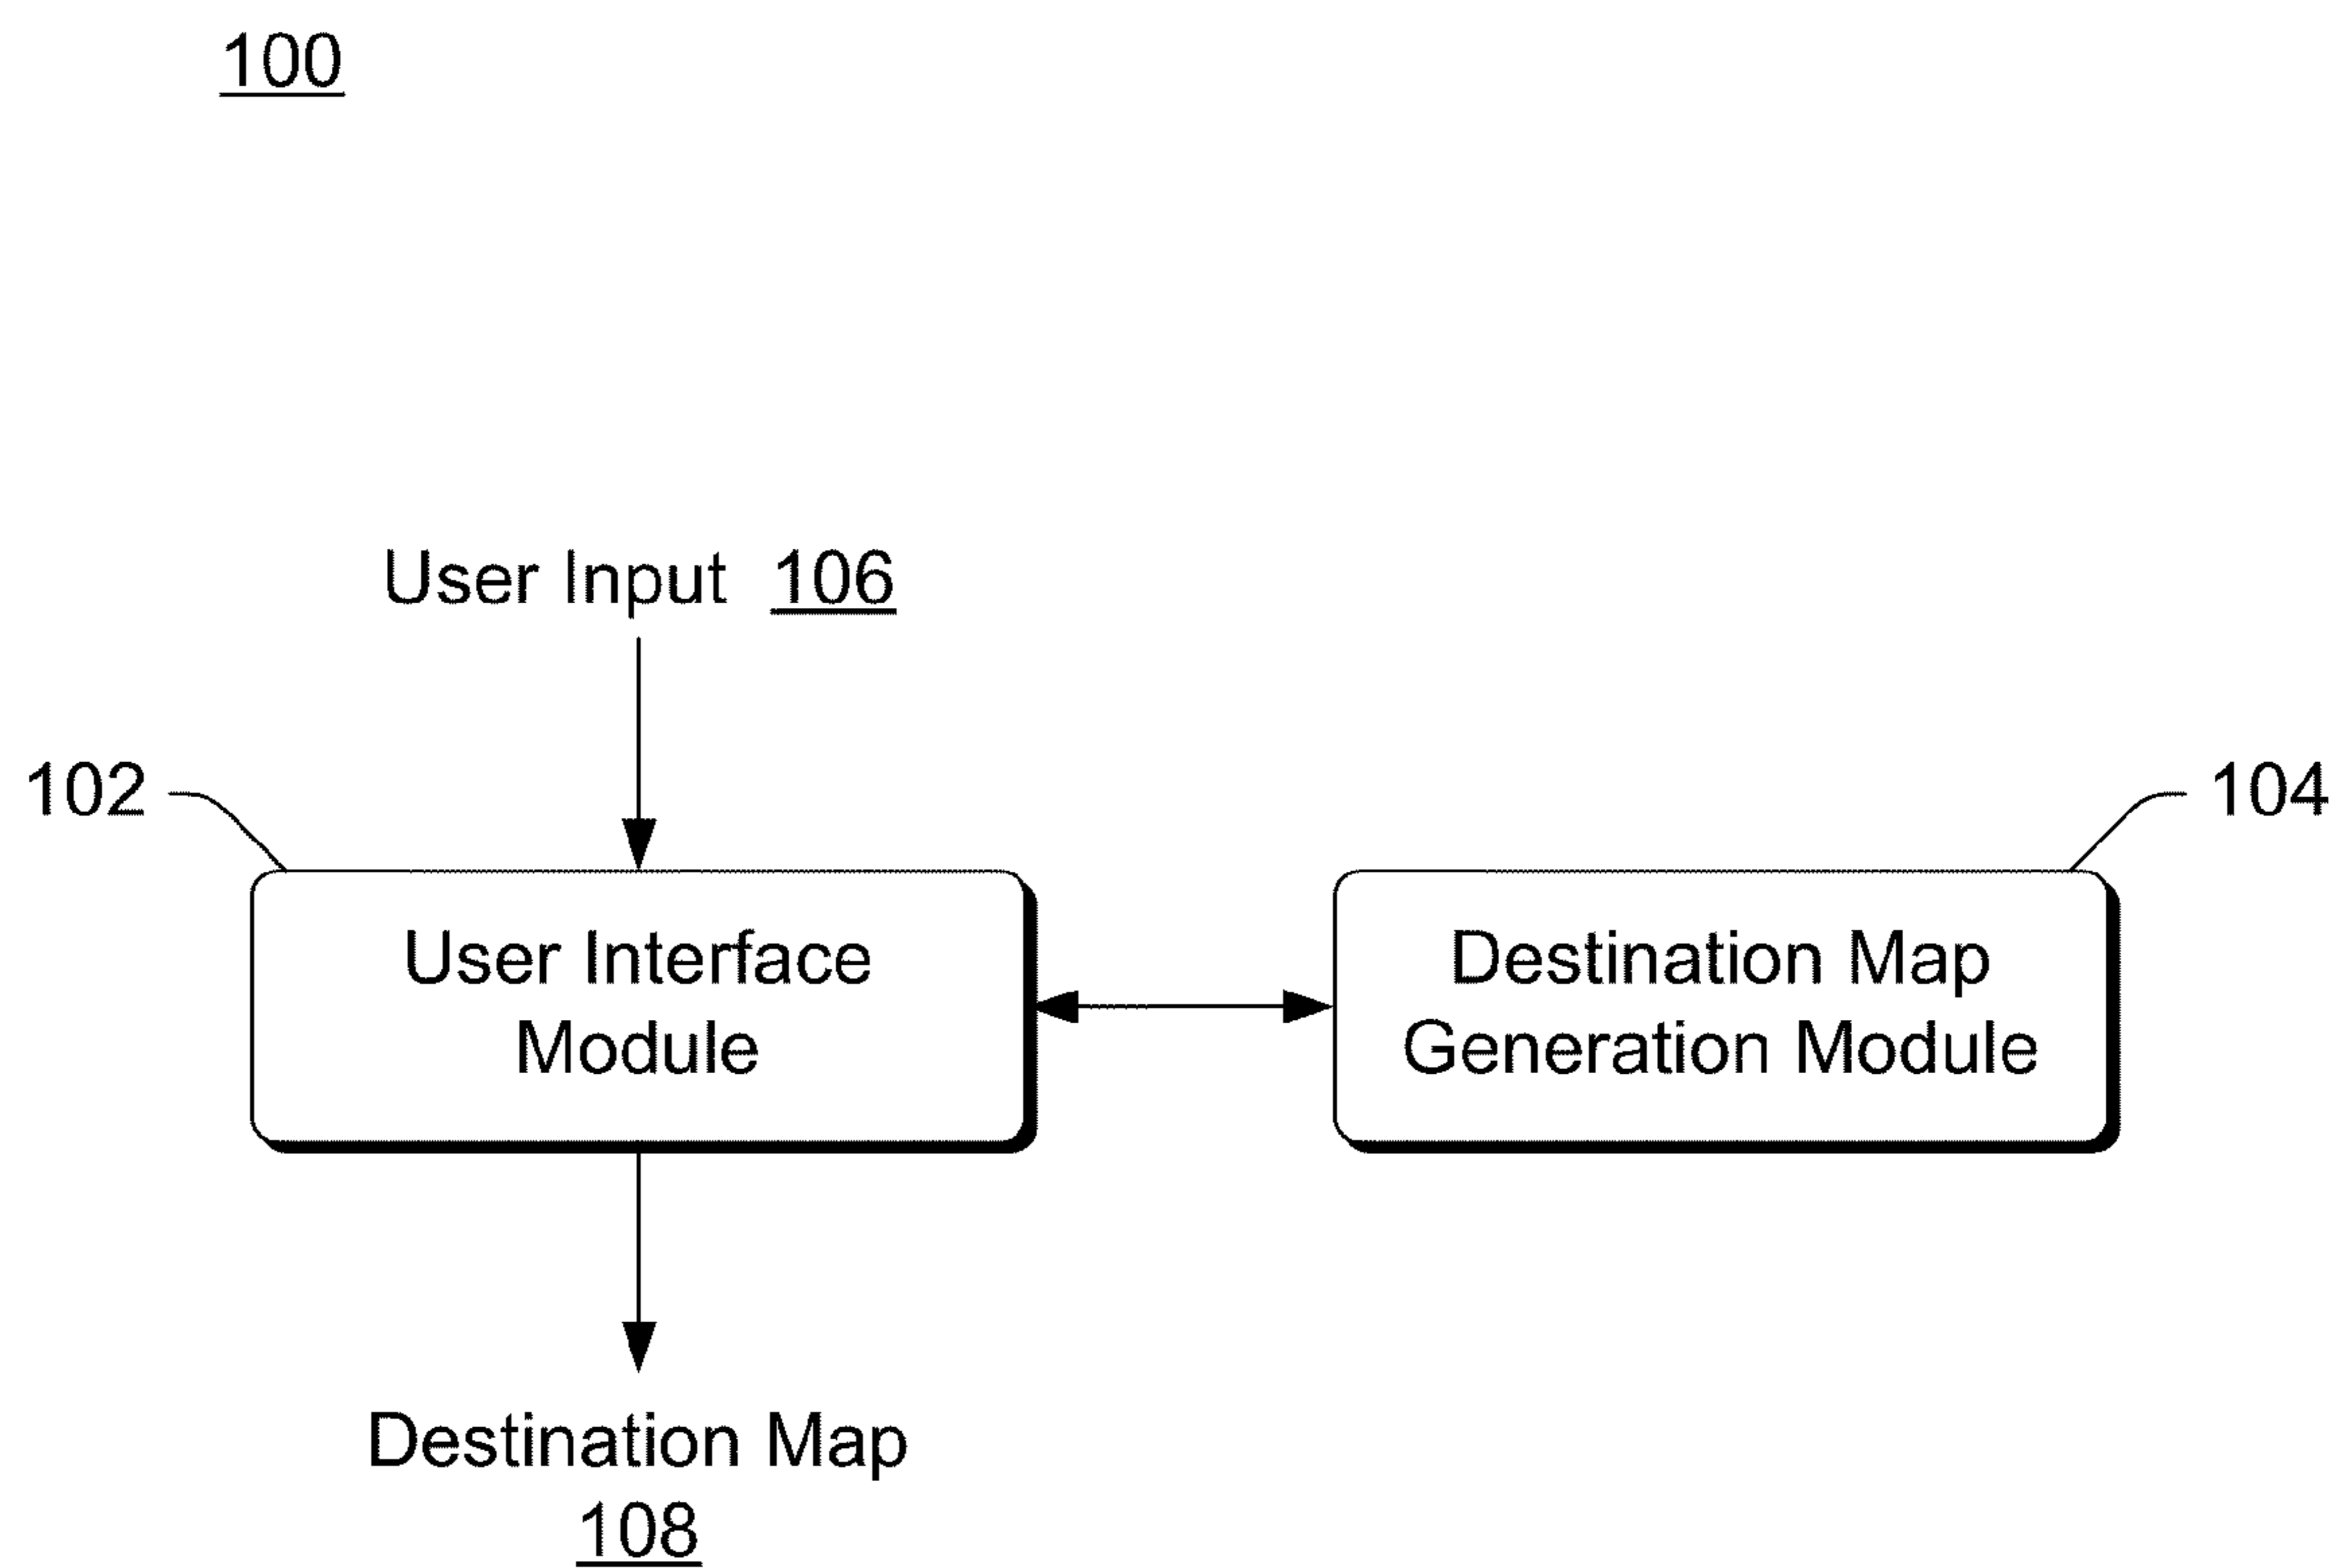 100
User Input 106
102
104
User Interface
Module
Destination Map
Generation Module
Destination Map
108